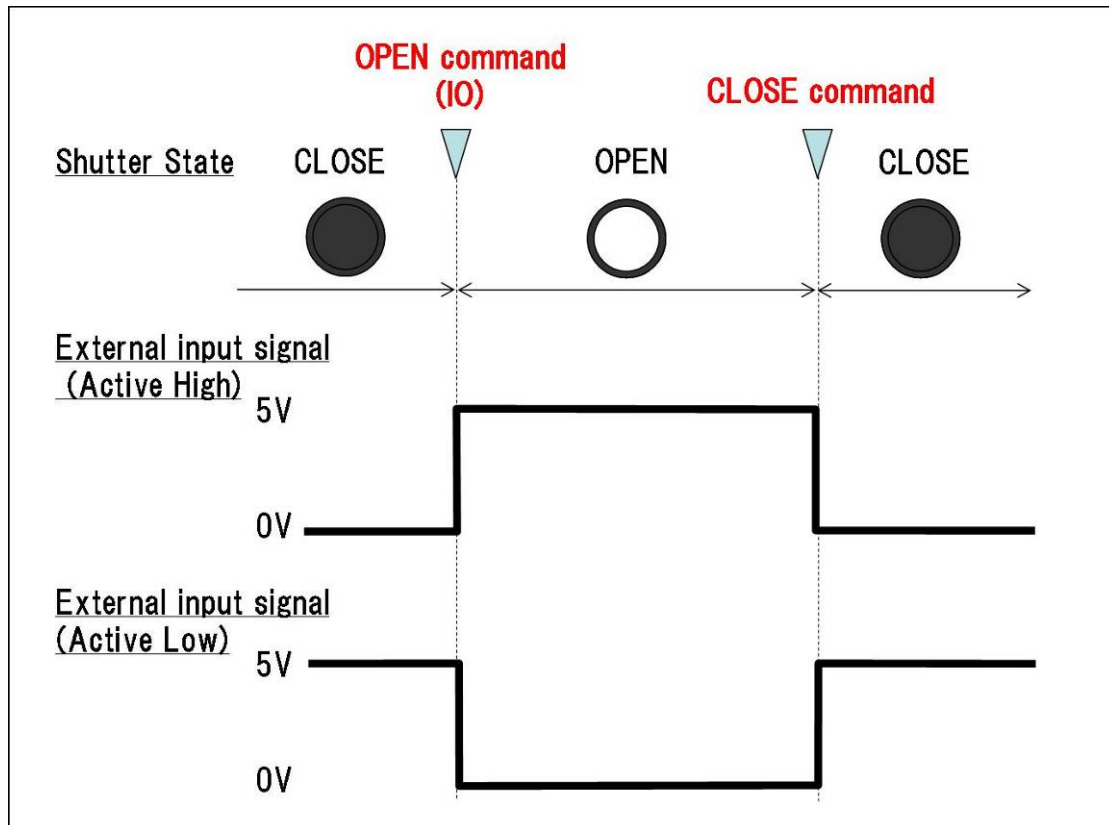 OPEN command
(IO)
CLOSE command
Shutter State
CLOSE
OPEN
CLOSE
External input signal
(Active High)
5V
0V
External input signal
(Active Low)
5V
0V